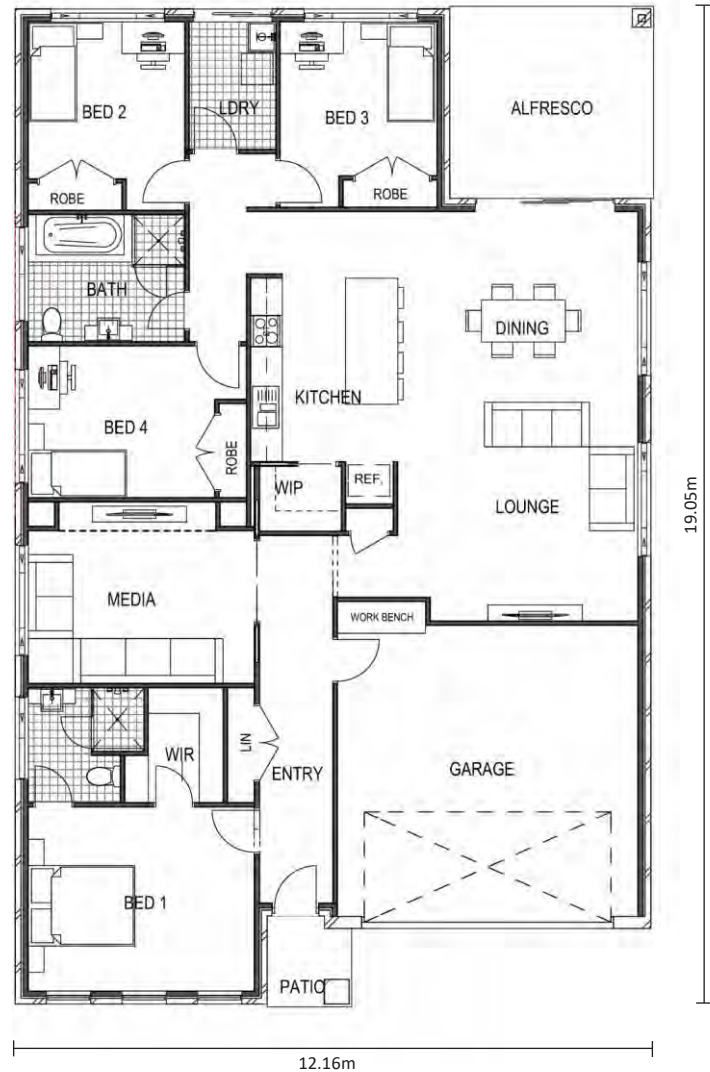 ALFRESCO
LDRY
BED 2
BED 3
ROBE
ROBE
BATH
DINING
KITCHEN
BED 4
ROBE
WIP
REF.
LOUNGE
19.05m
MEDIA
WORK BENCH
LIN
WIR
ENTRY
GARAGE
BED 1
PATIO
12.16m